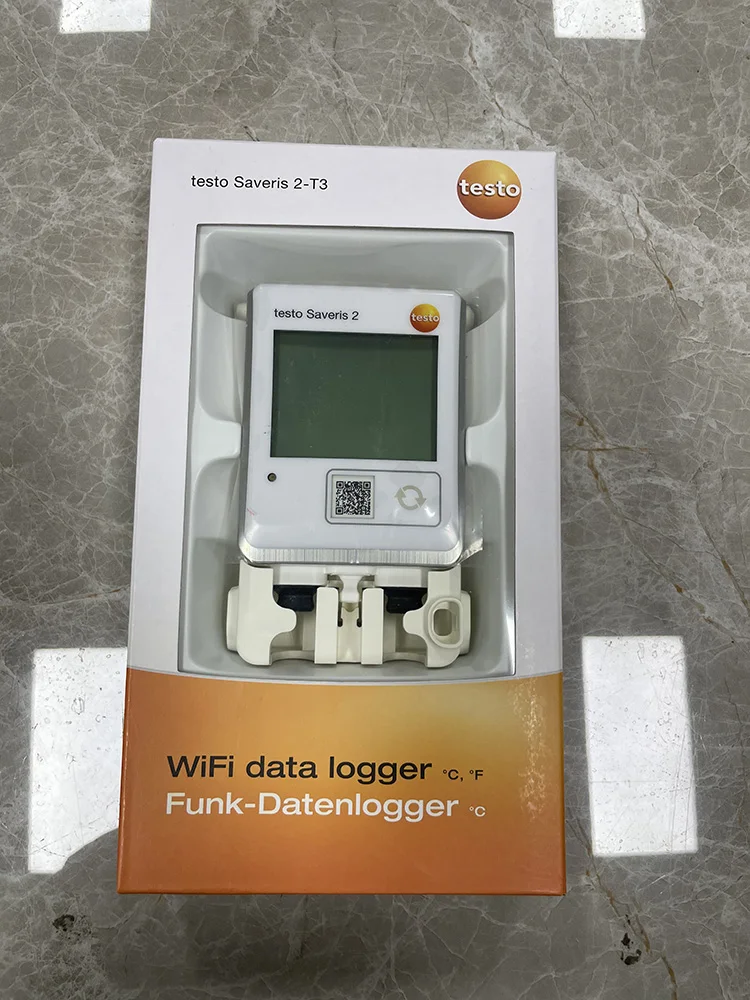 testo Saveris 2-T3
testo
testo Saveris 2
testo
WiFi data logger °C, °F
Funk-Datenlogger °C